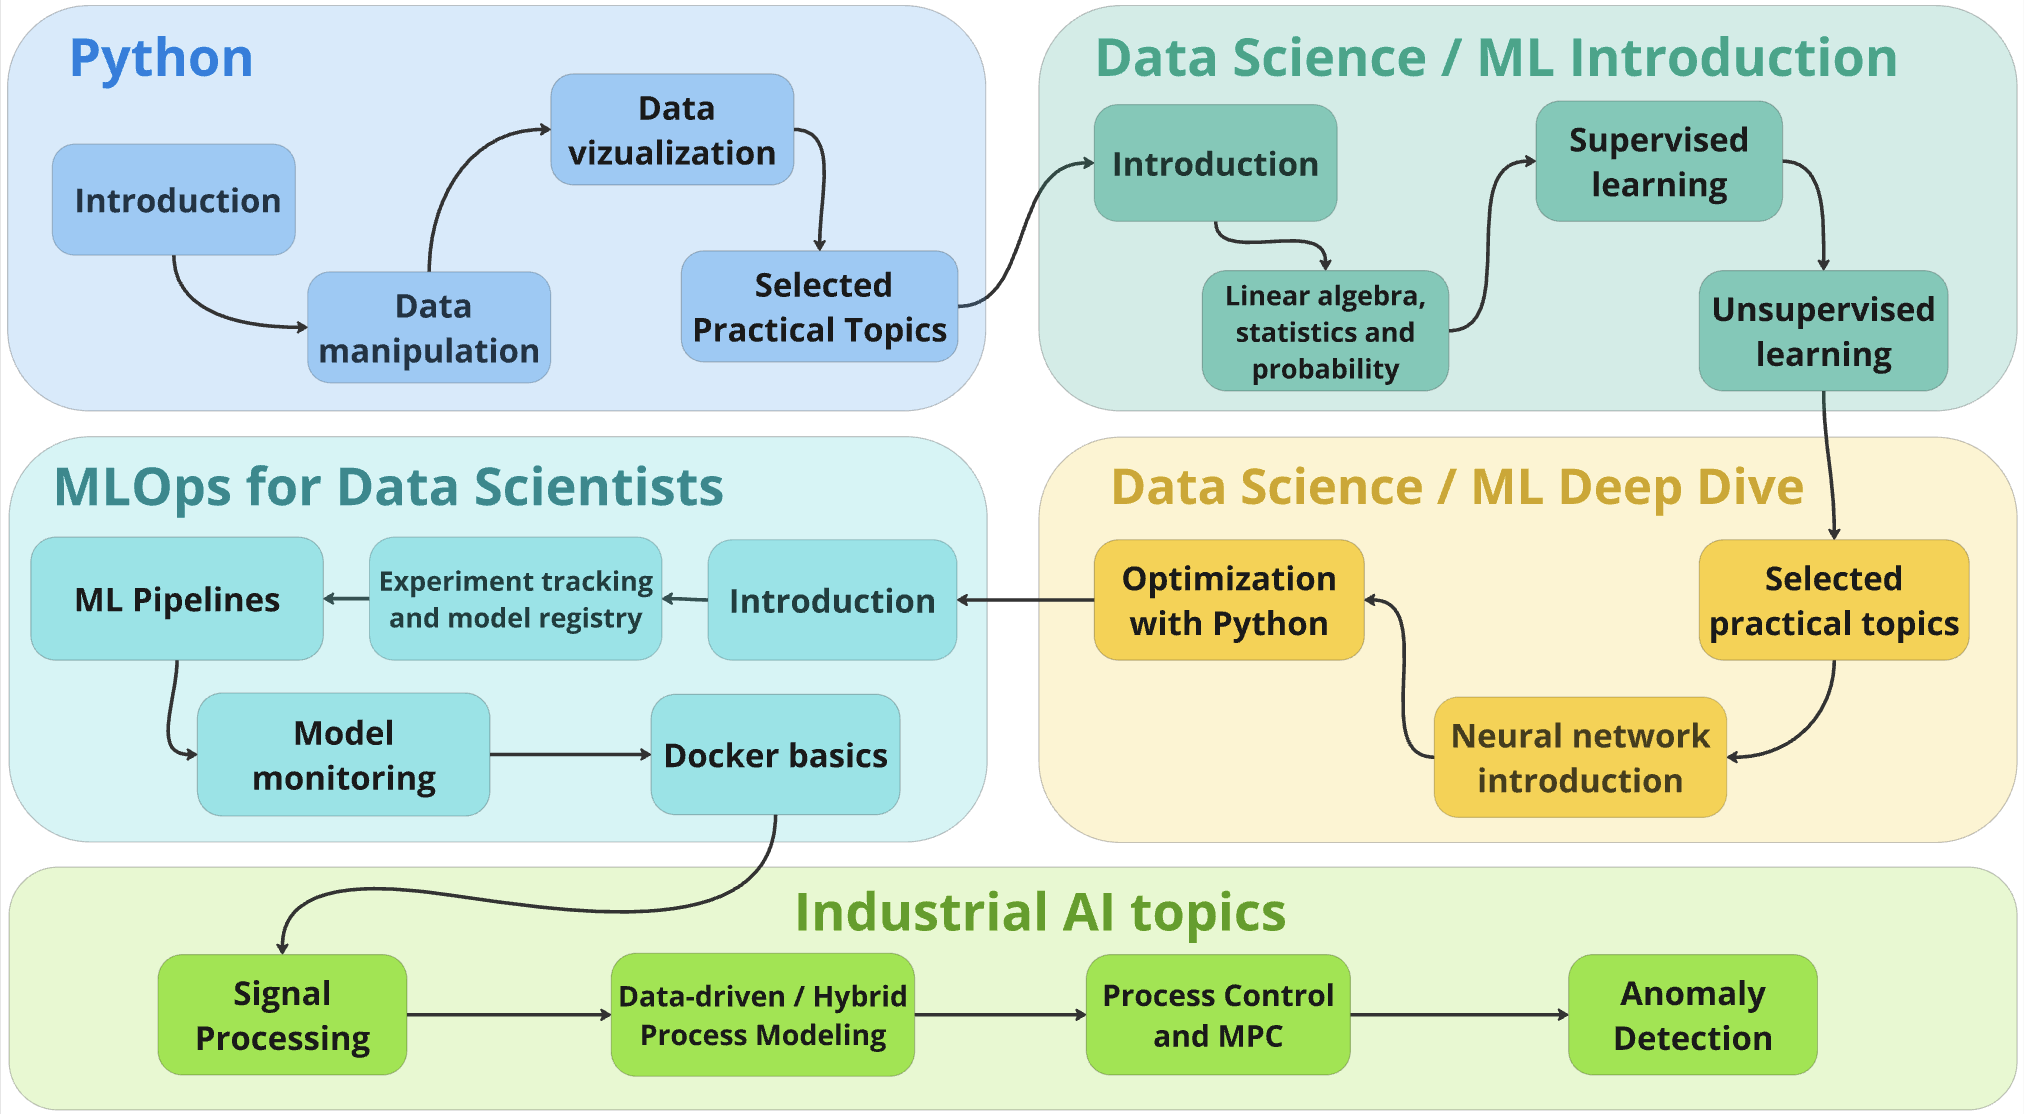 Python
Introduction
Data
manipulation
Data
vizualization
Selected
Practical Topics
Data Science / ML Introduction
Introduction
Linear algebra,
statistics and
probability
Supervised
learning
Unsupervised
learning
Data Science / ML Deep Dive
Selected
practical topics
Neural network
introduction
Optimization
with Python
MLOps for Data Scientists
Introduction
Experiment tracking
and model registry
ML Pipelines
Model
monitoring
Docker basics
Industrial AI topics
Signal
Processing
Data-driven / Hybrid
Process Modeling
Process Control
and MPC
Anomaly
Detection